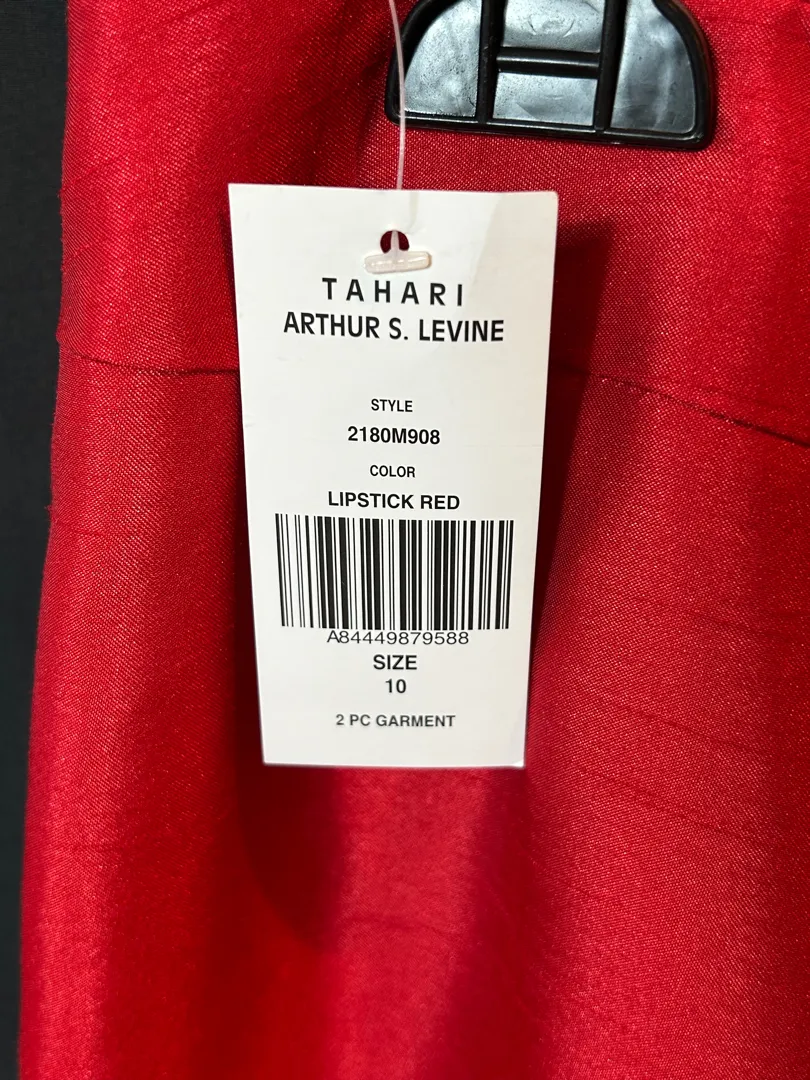 TAHARI
ARTHUR S. LEVINE
STYLE
2180M908
COLOR
LIPSTICK RED
A84449879588
SIZE
10
2 PC GARMENT